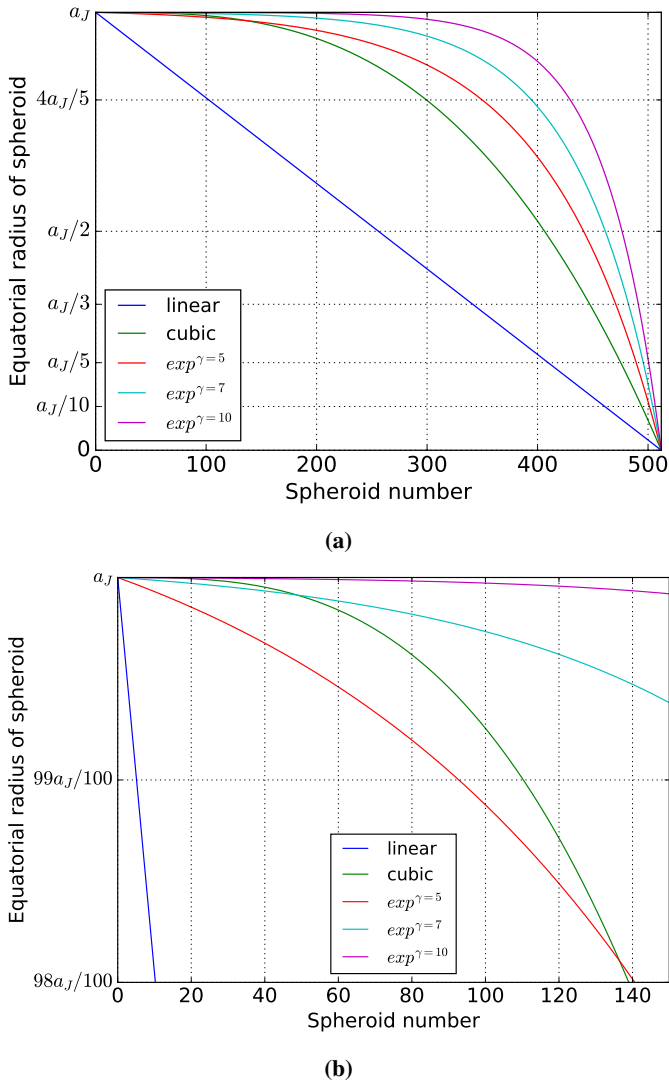 a_J
4a_J/5
a_J/2
a_J/3
a_J/5
a_J/10
0
Equatorial radius of spheroid
linear
cubic
exp^{γ=5}
exp^{γ=7}
exp^{γ=10}
0 100 200 300 400 500
Spheroid number
(a)
a_J
99a_J/100
98a_J/100
Equatorial radius of spheroid
linear
cubic
exp^{γ=5}
exp^{γ=7}
exp^{γ=10}
0 20 40 60 80 100 120 140
Spheroid number
(b)